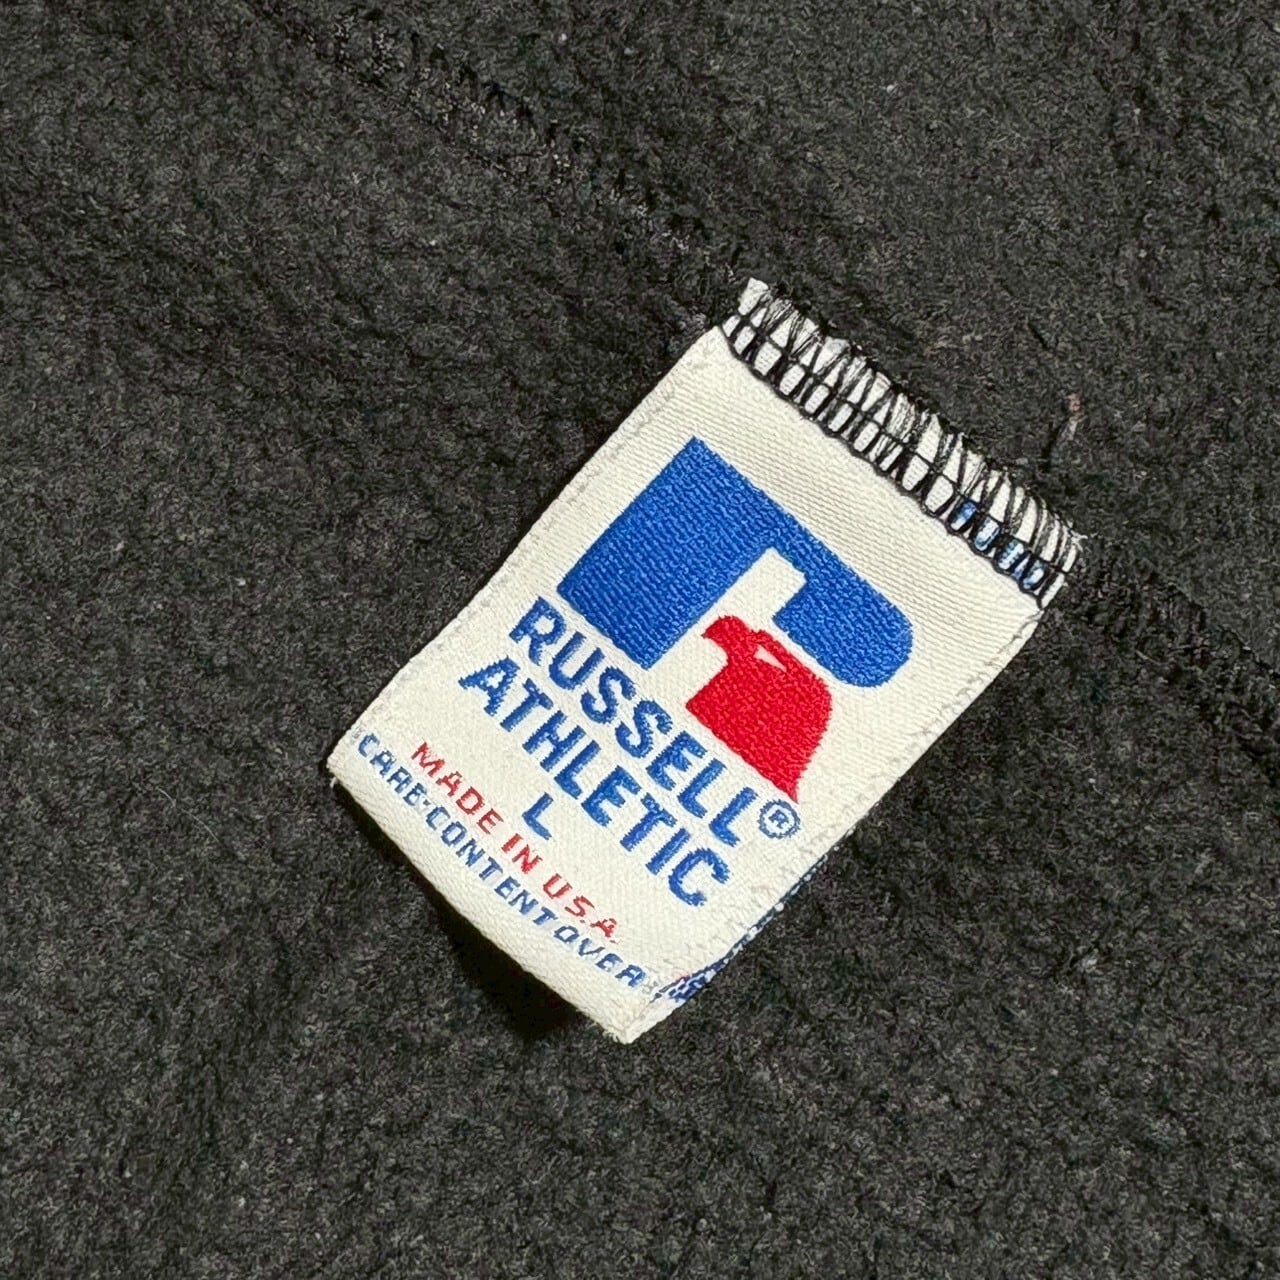 RUSSELL®
ATHLETIC
L
MADE IN U.S.A.
CARE·CONTENT OVER